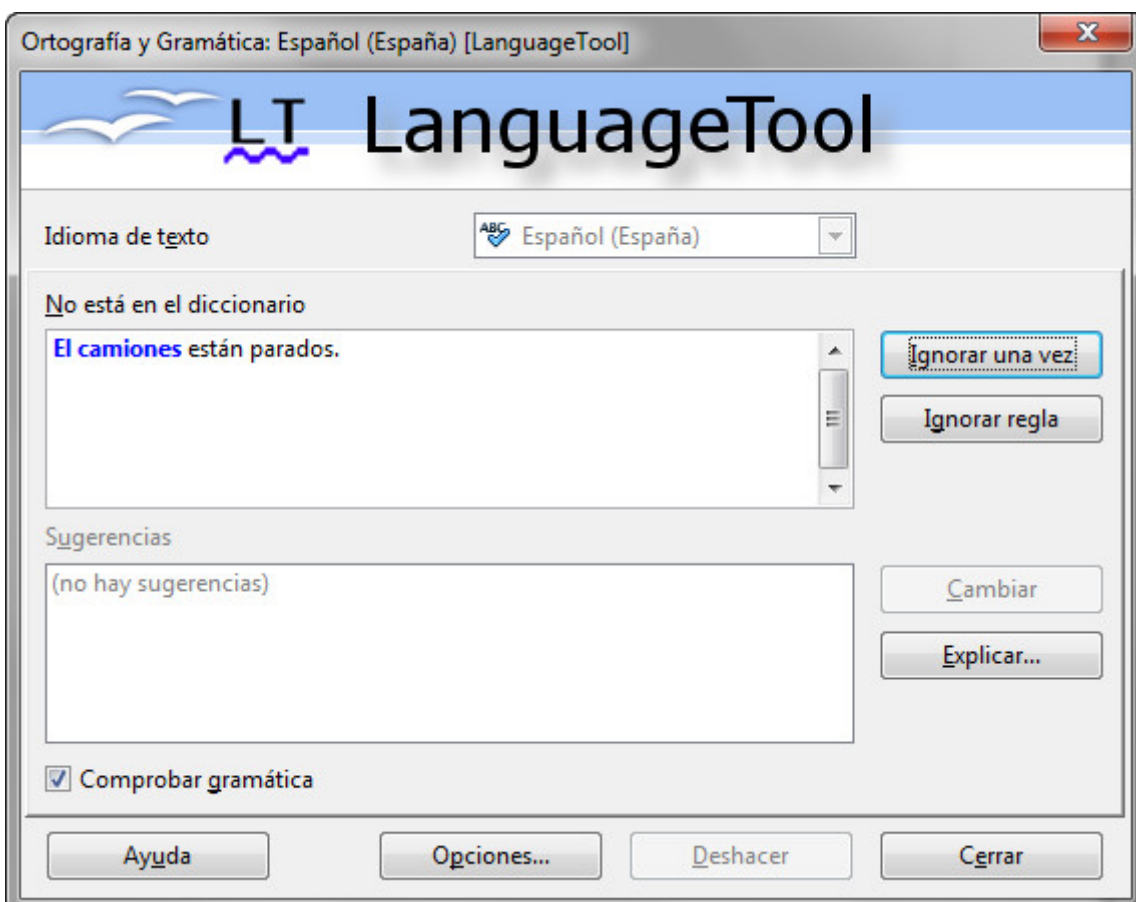 Ortografía y Gramática: Español (España) [LanguageTool]
LT LanguageTool
Idioma de texto
ABC Español (España)
No está en el diccionario
El camiones están parados.
Ignorar una vez
Ignorar regla
Sugerencias
(no hay sugerencias)
Cambiar
Explicar...
Comprobar gramática
Ayuda Opciones... Deshacer Cerrar